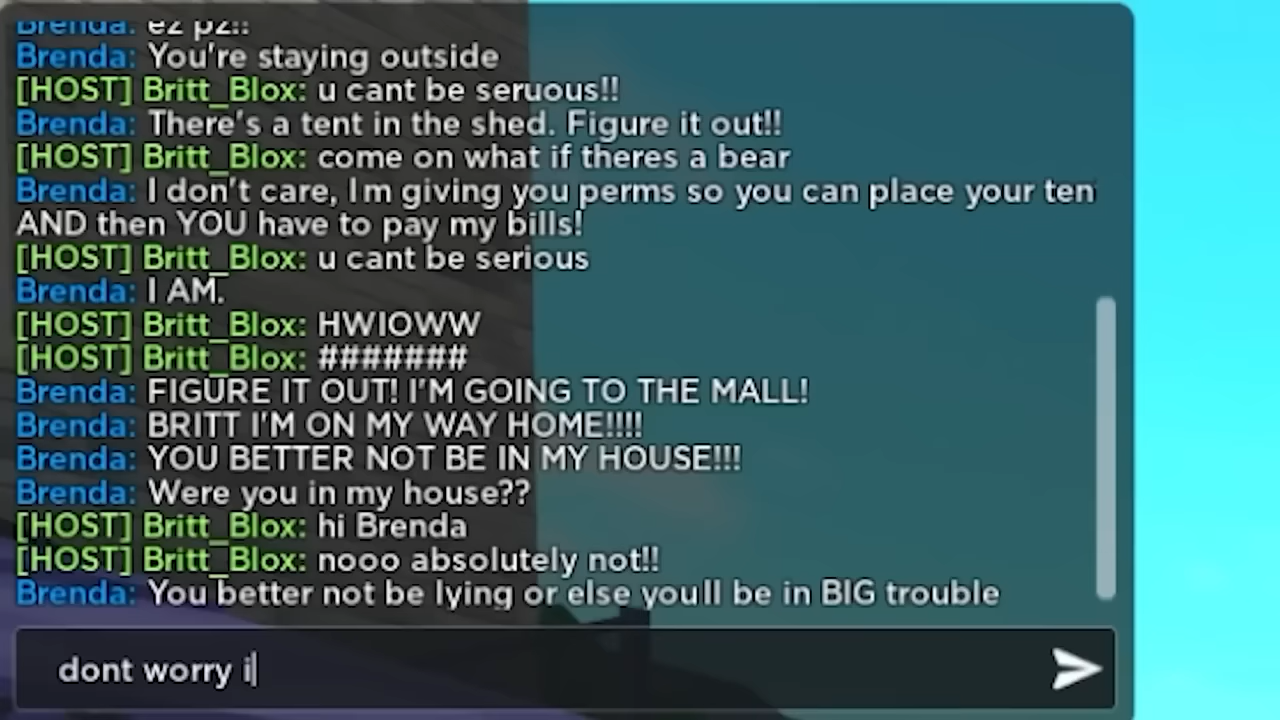 Brenda: ez pz!!
Brenda: You're staying outside
[HOST] Britt_Blox: u cant be seruous!!
Brenda: There's a tent in the shed. Figure it out!!
[HOST] Britt_Blox: come on what if theres a bear
Brenda: I don't care, Im giving you perms so you can place your ten
AND then YOU have to pay my bills!
[HOST] Britt_Blox: u cant be serious
Brenda: I AM.
[HOST] Britt_Blox: HWIOWW
[HOST] Britt_Blox: #######
Brenda: FIGURE IT OUT! I'M GOING TO THE MALL!
Brenda: BRITT I'M ON MY WAY HOME!!!!
Brenda: YOU BETTER NOT BE IN MY HOUSE!!!
Brenda: Were you in my house??
[HOST] Britt_Blox: hi Brenda
[HOST] Britt_Blox: nooo absolutely not!!
Brenda: You better not be lying or else youll be in BIG trouble
dont worry i